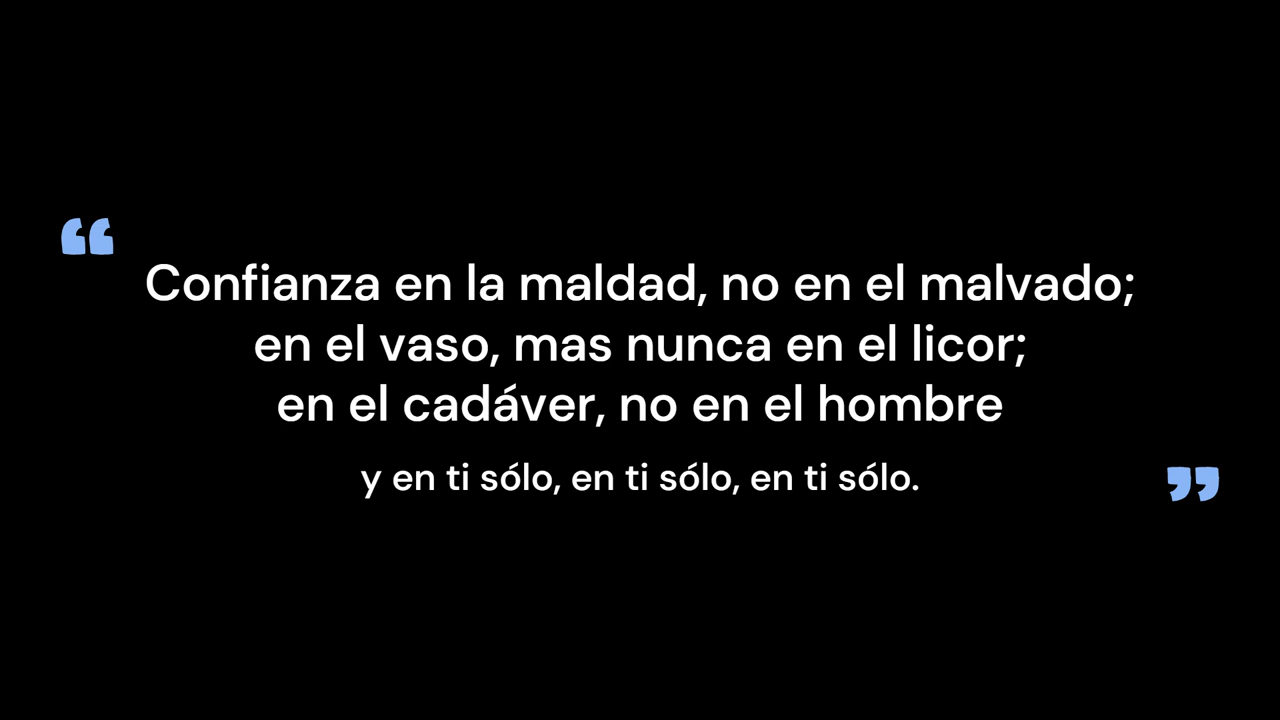 “
Confianza en la maldad, no en el malvado;
en el vaso, mas nunca en el licor;
en el cadáver, no en el hombre
y en ti sólo, en ti sólo, en ti sólo.
”